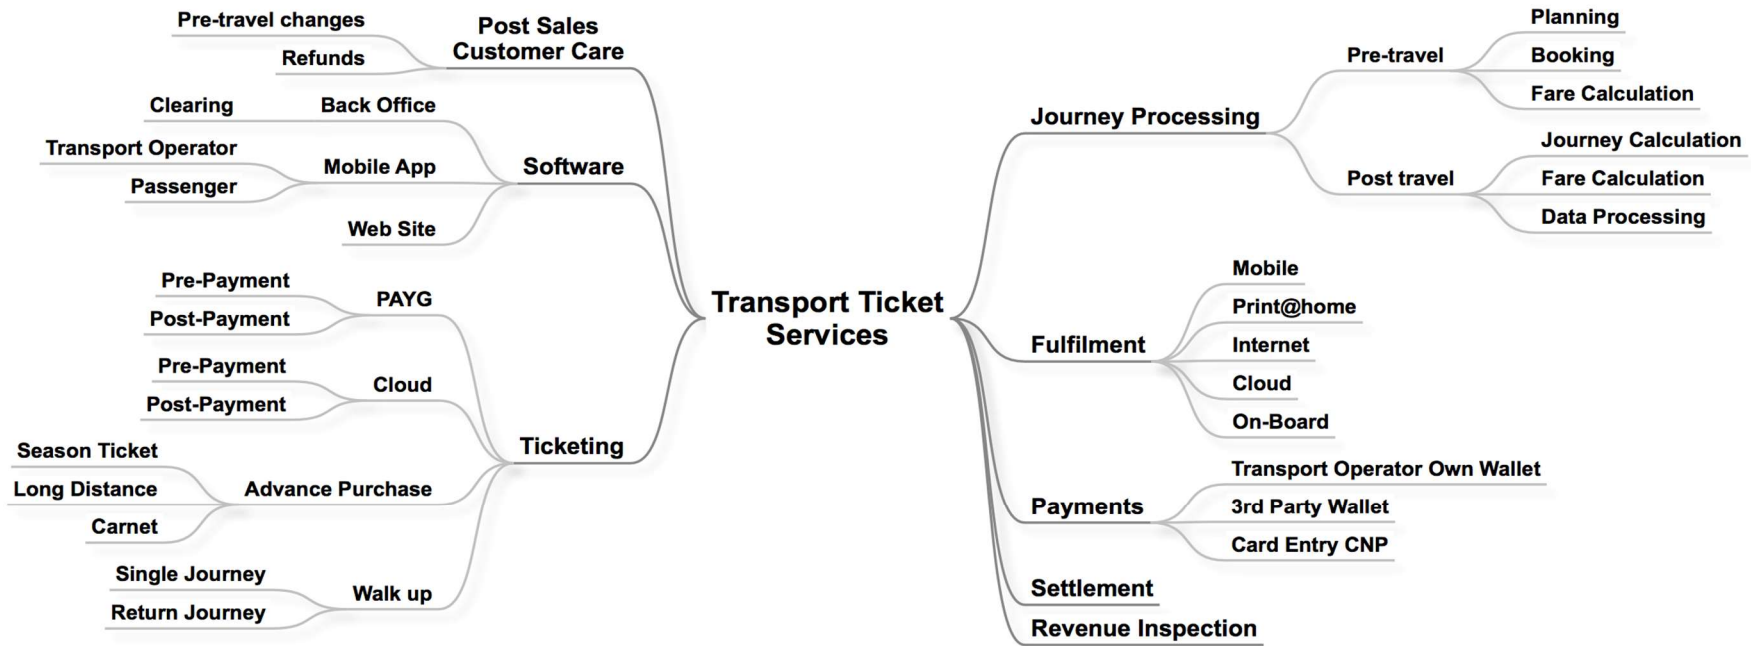 Pre-travel changes
Refunds
Post Sales
Customer Care
Clearing
Back Office
Transport Operator
Passenger
Mobile App
Web Site
Software
Pre-Payment
Post-Payment
PAYG
Pre-Payment
Post-Payment
Cloud
Season Ticket
Long Distance
Carnet
Advance Purchase
Single Journey
Return Journey
Walk up
Ticketing
Transport Ticket
Services
Journey Processing
Pre-travel
Planning
Booking
Fare Calculation
Post travel
Journey Calculation
Fare Calculation
Data Processing
Fulfilment
Mobile
Print@home
Internet
Cloud
On-Board
Payments
Transport Operator Own Wallet
3rd Party Wallet
Card Entry CNP
Settlement
Revenue Inspection